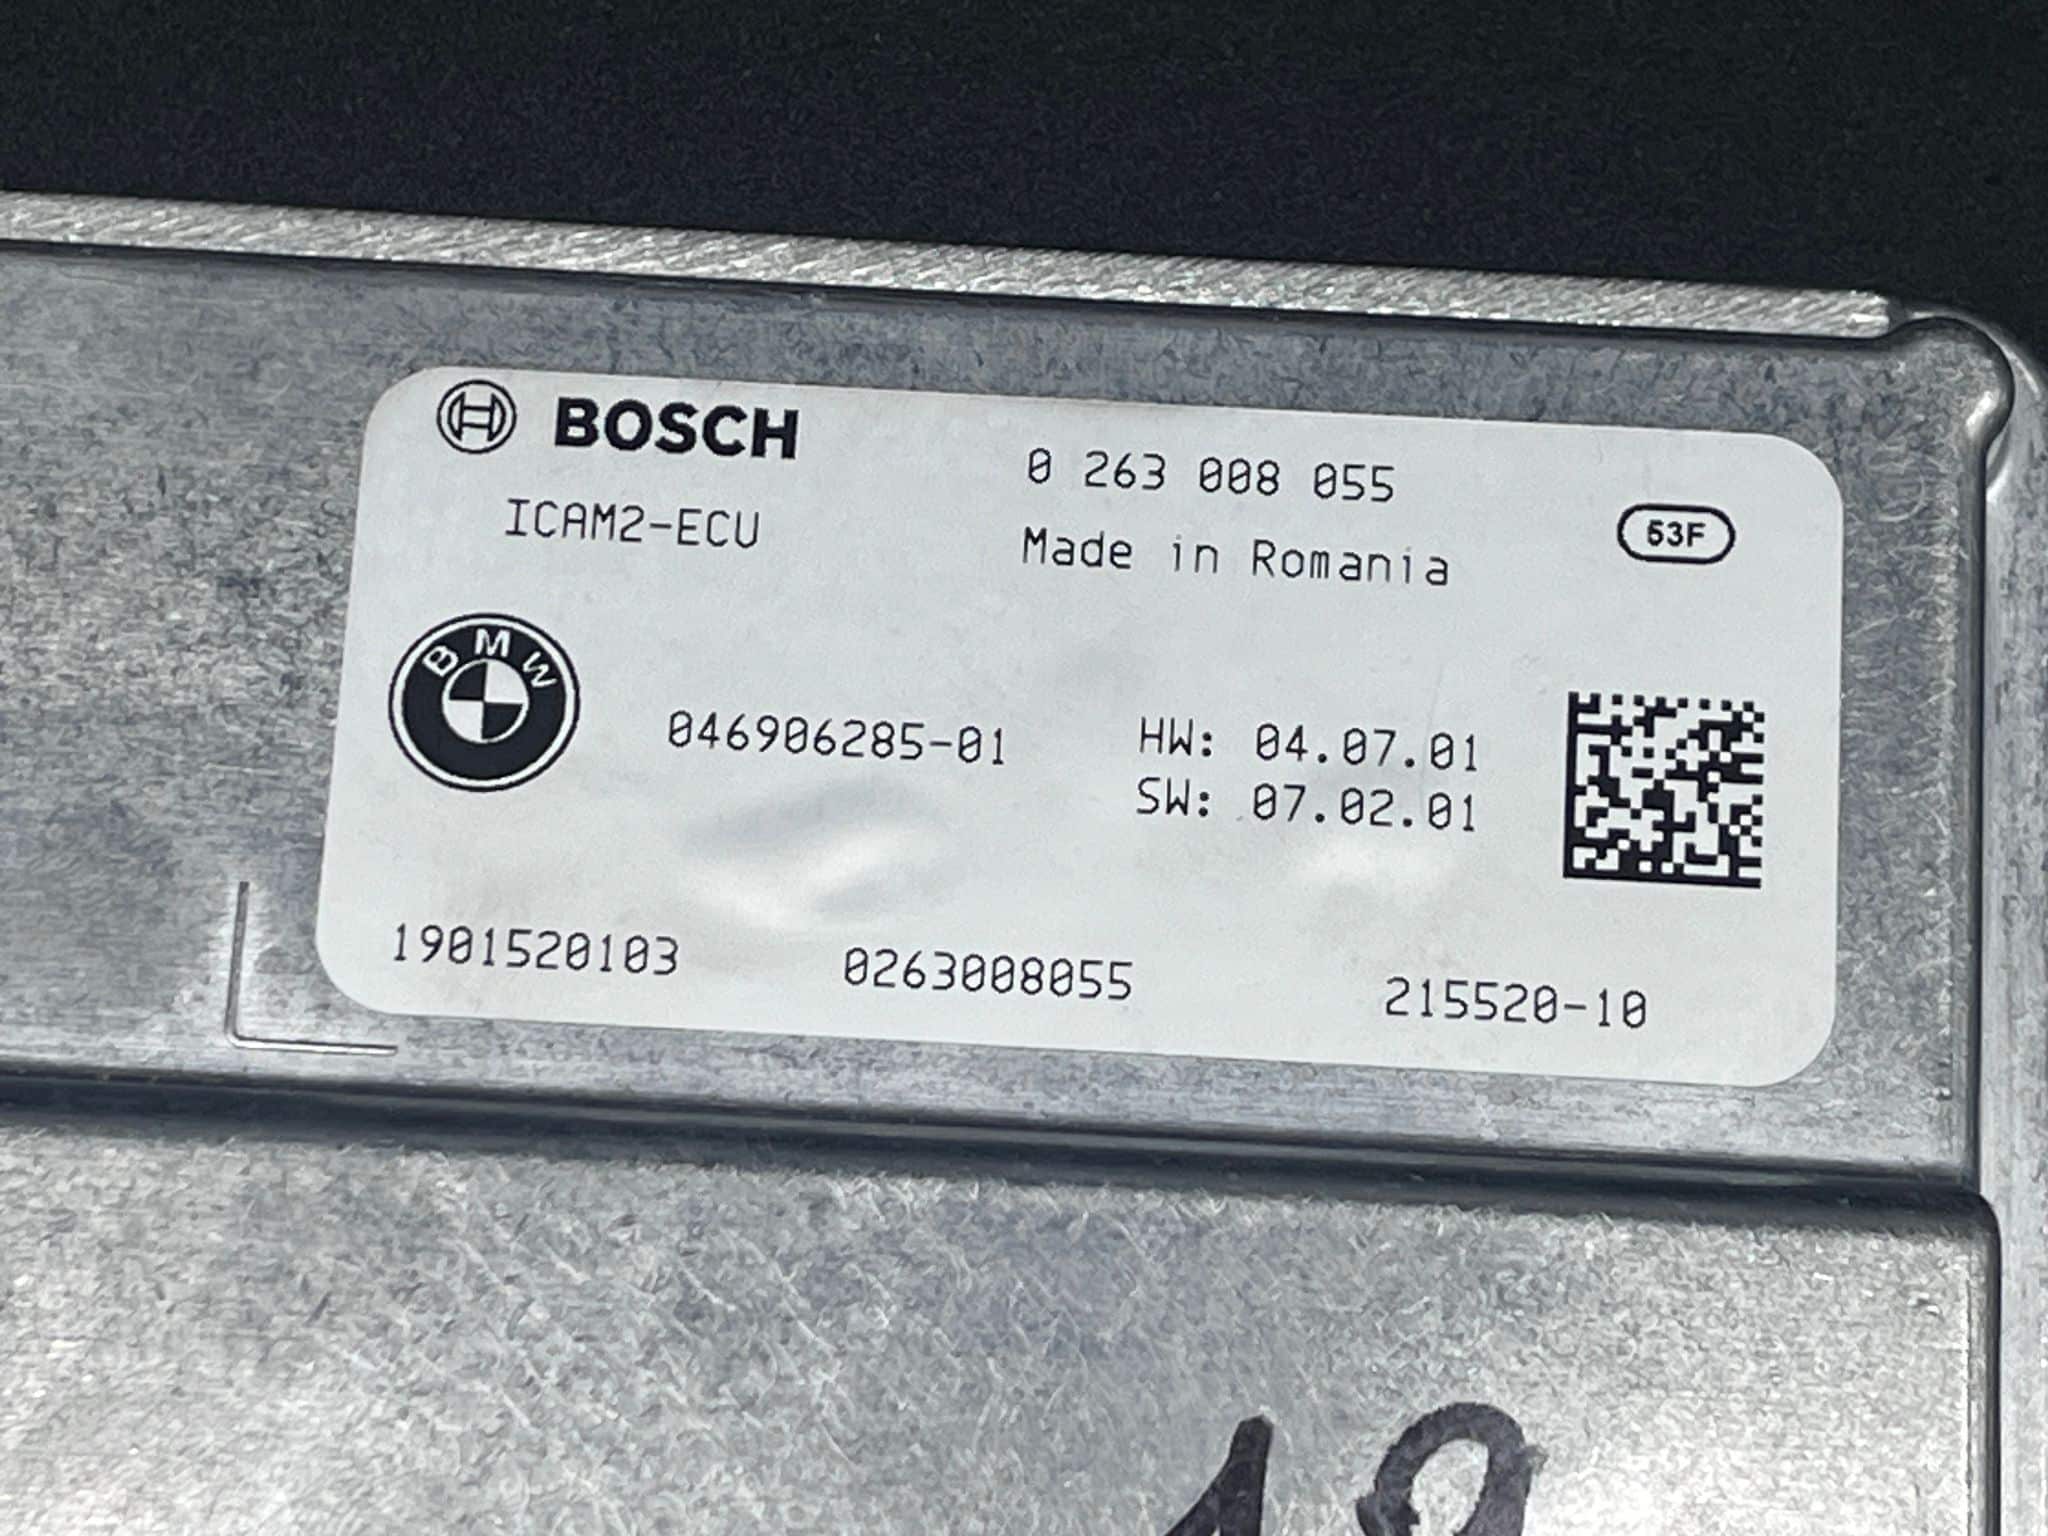 BOSCH
0 263 008 055
ICAM2-ECU
Made in Romania
53F
BMW
046906285-01
HW: 04.07.01
SW: 07.02.01
1901520103
0263008055
215520-10